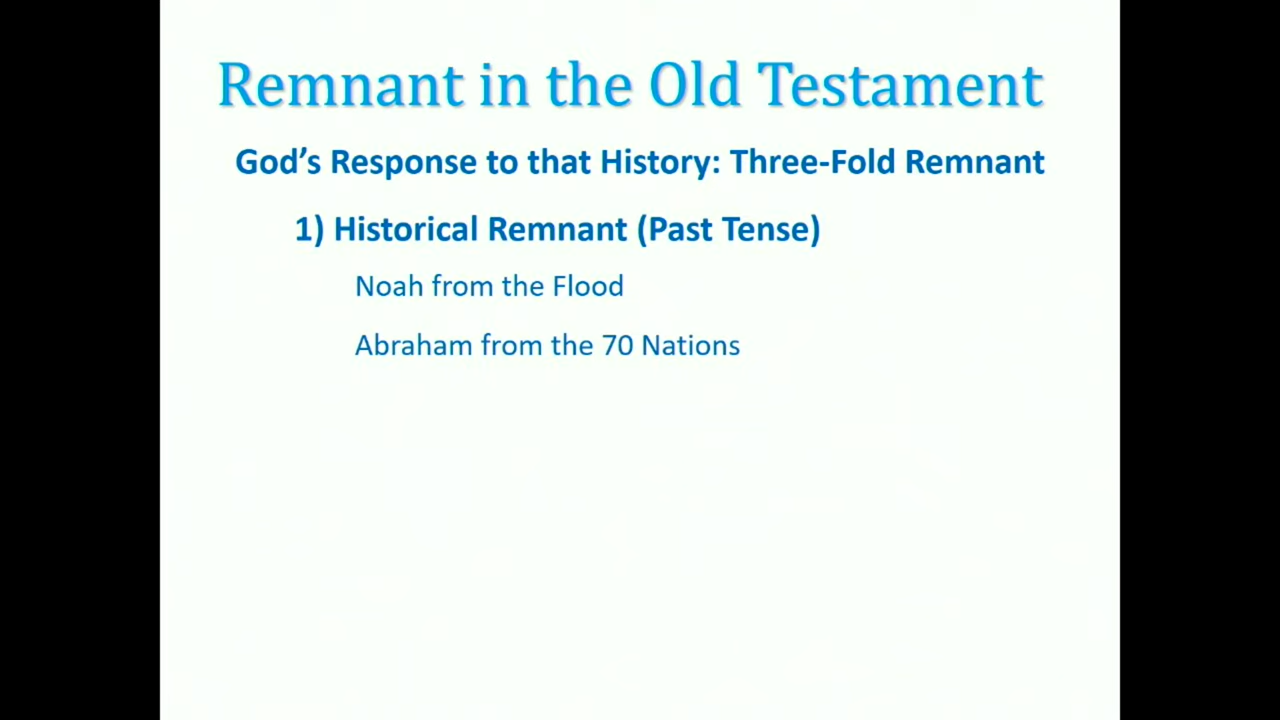 Remnant in the Old Testament
God’s Response to that History: Three-Fold Remnant
1) Historical Remnant (Past Tense)
Noah from the Flood
Abraham from the 70 Nations